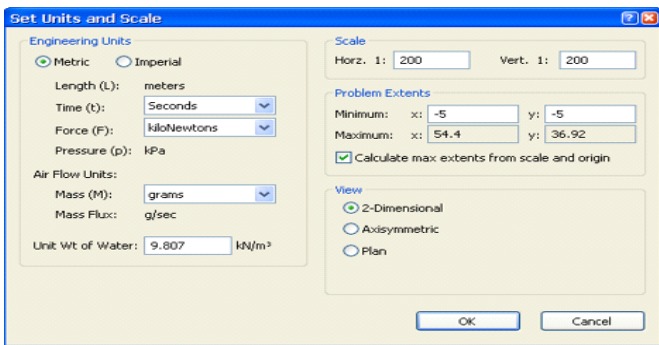 Set Units and Scale
Engineering Units
Metric Imperial
Length (L): meters
Time (t): Seconds
Force (F): kiloNewtons
Pressure (p): kPa
Air Flow Units:
Mass (M): grams
Mass Flux: g/sec
Unit Wt of Water: 9.807 kN/m³
Scale
Horz. 1: 200 Vert. 1: 200
Problem Extents
Minimum: x: -5 y: -5
Maximum: x: 54.4 y: 36.92
Calculate max extents from scale and origin
View
2-Dimensional
Axisymmetric
Plan
OK Cancel